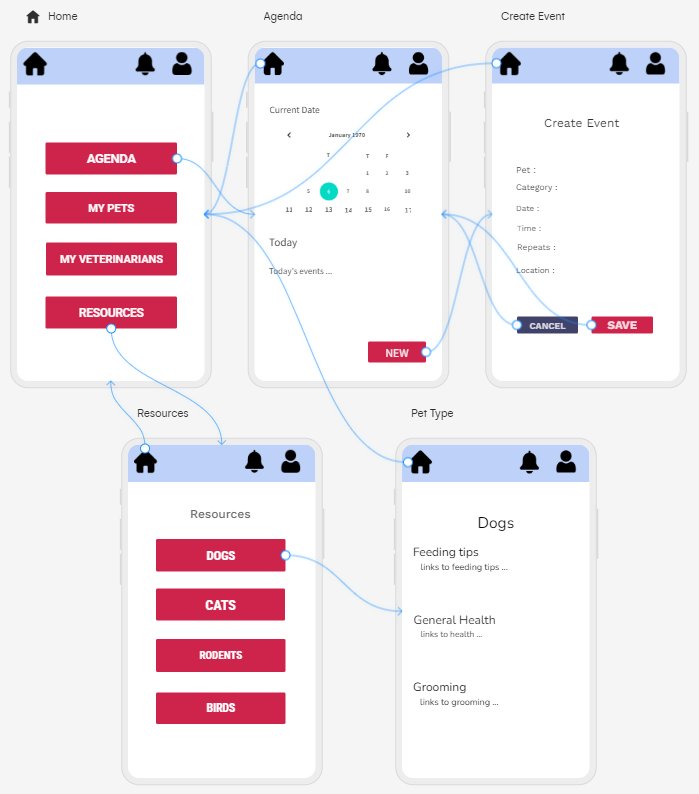 Home
Agenda
Create Event
AGENDA
MY PETS
MY VETERINARIANS
RESOURCES
Current Date
January 1970
T T F
1 2 3
5 6 7 8 10
11 12 13 14 15 16 17
Today
Today's events ...
NEW
Create Event
Pet :
Category :
Date :
Time :
Repeats :
Location :
CANCEL SAVE
Resources
Pet Type
Resources
DOGS
CATS
RODENTS
BIRDS
Dogs
Feeding tips
links to feeding tips ...
General Health
links to health ...
Grooming
links to grooming ...